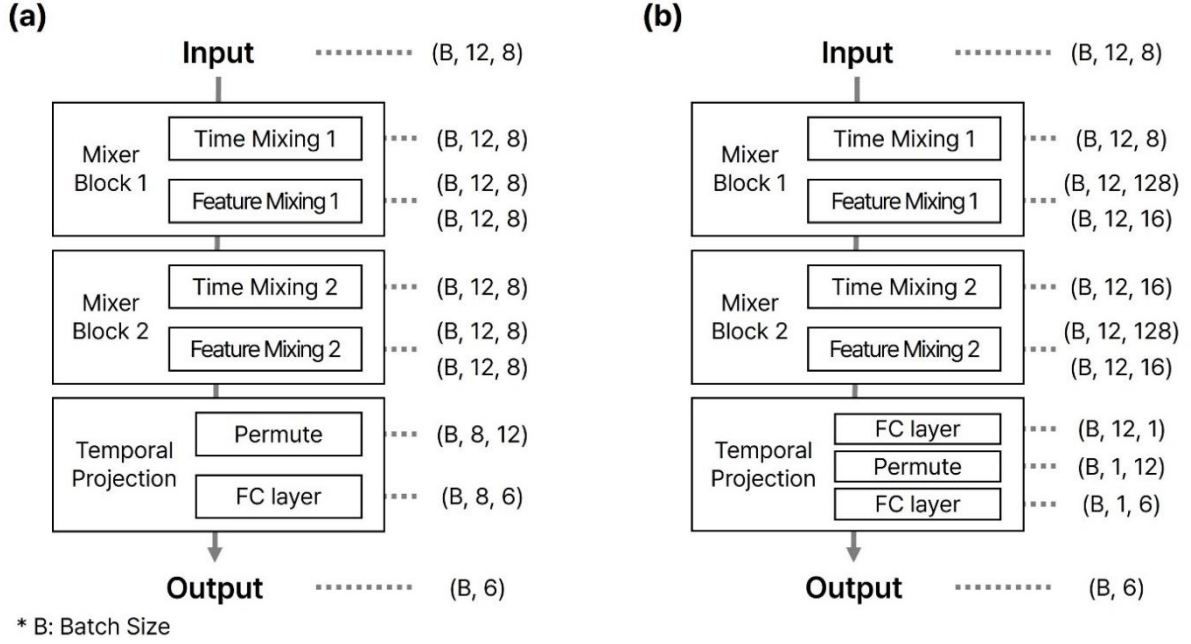 (a)
Input (B, 12, 8)
Mixer Block 1
Time Mixing 1 (B, 12, 8)
Feature Mixing 1 (B, 12, 8)
(B, 12, 8)
Mixer Block 2
Time Mixing 2 (B, 12, 8)
Feature Mixing 2 (B, 12, 8)
(B, 12, 8)
Temporal Projection
Permute (B, 8, 12)
FC layer (B, 8, 6)
Output (B, 6)
* B: Batch Size
(b)
Input (B, 12, 8)
Mixer Block 1
Time Mixing 1 (B, 12, 8)
Feature Mixing 1 (B, 12, 128)
(B, 12, 16)
Mixer Block 2
Time Mixing 2 (B, 12, 16)
Feature Mixing 2 (B, 12, 128)
(B, 12, 16)
Temporal Projection
FC layer (B, 12, 1)
Permute (B, 1, 12)
FC layer (B, 1, 6)
Output (B, 6)